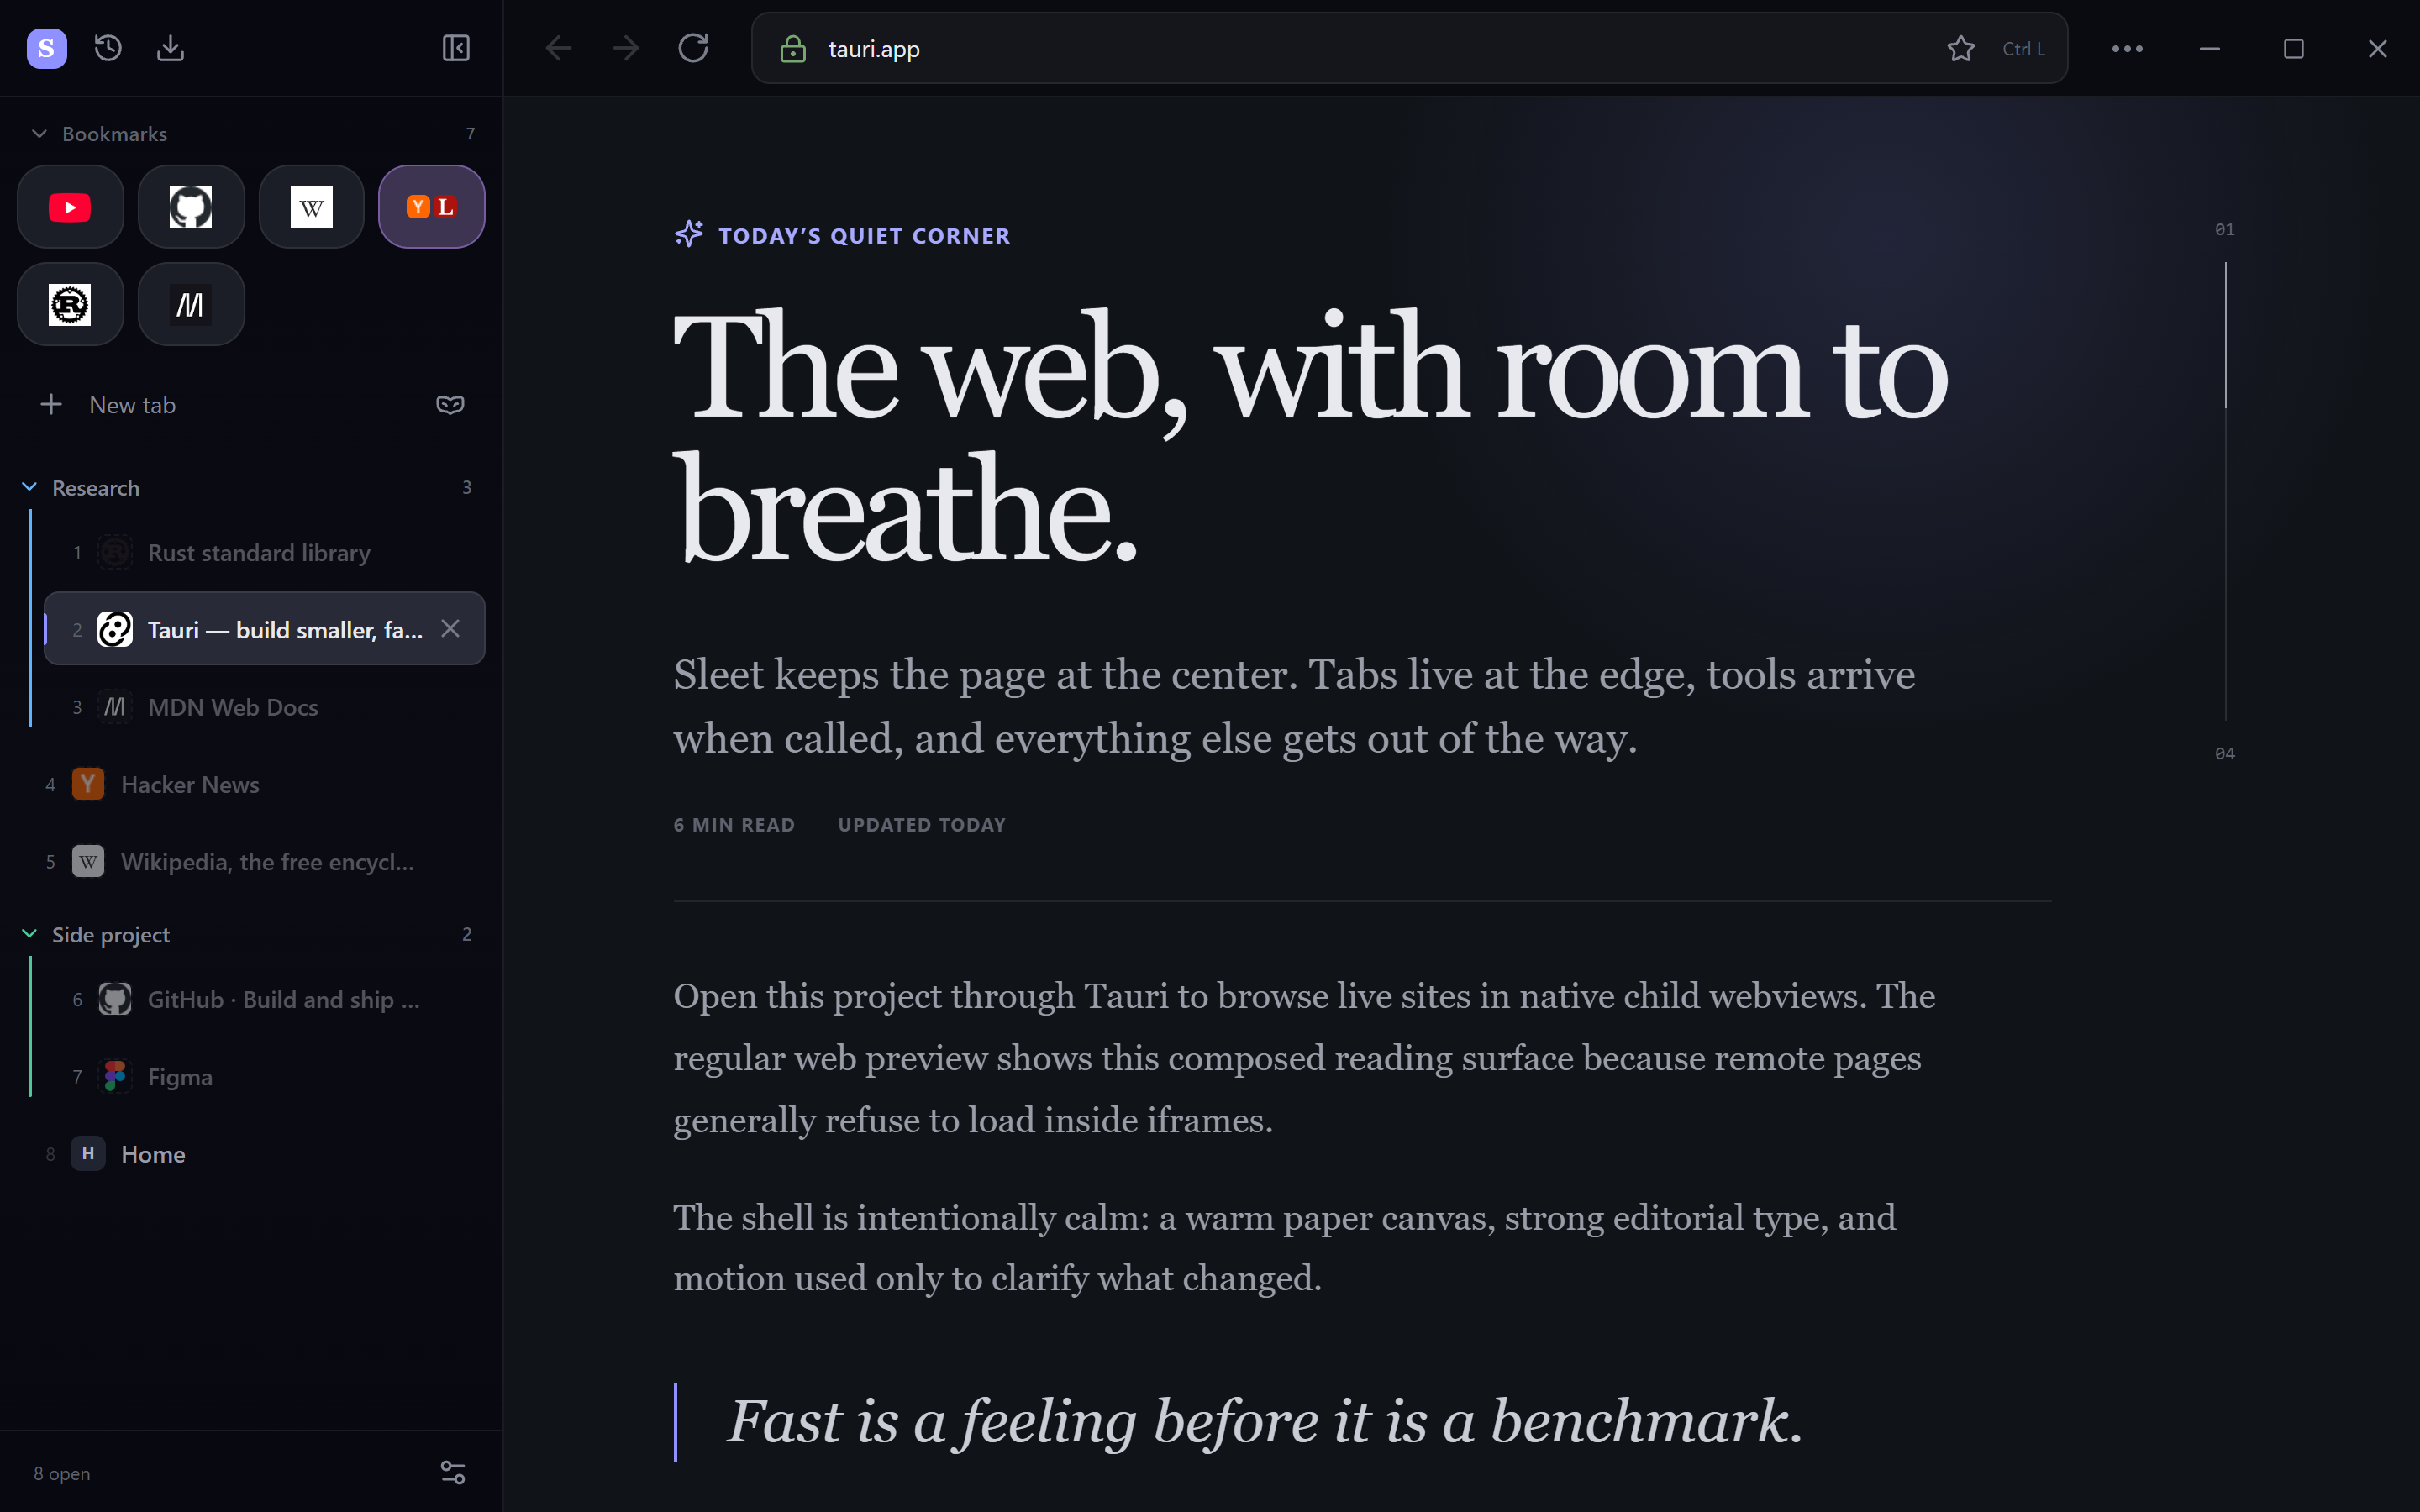 S
tauri.app
Ctrl L
Bookmarks
7
W
Y L
R
M
New tab
Research
3
1 R Rust standard library
2 Tauri — build smaller, fa...
3 M MDN Web Docs
4 Y Hacker News
5 W Wikipedia, the free encycl...
Side project
2
6 GitHub · Build and ship ...
7 Figma
8 H Home
8 open
TODAY’S QUIET CORNER
The web, with room to
breathe.
Sleet keeps the page at the center. Tabs live at the edge, tools arrive
when called, and everything else gets out of the way.
6 MIN READ UPDATED TODAY
Open this project through Tauri to browse live sites in native child webviews. The
regular web preview shows this composed reading surface because remote pages
generally refuse to load inside iframes.
The shell is intentionally calm: a warm paper canvas, strong editorial type, and
motion used only to clarify what changed.
Fast is a feeling before it is a benchmark.
01
04